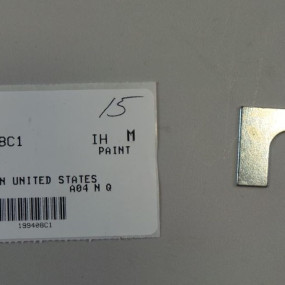 15
8C1 IH M
PAINT
N UNITED STATES
A04 N Q
199408C1